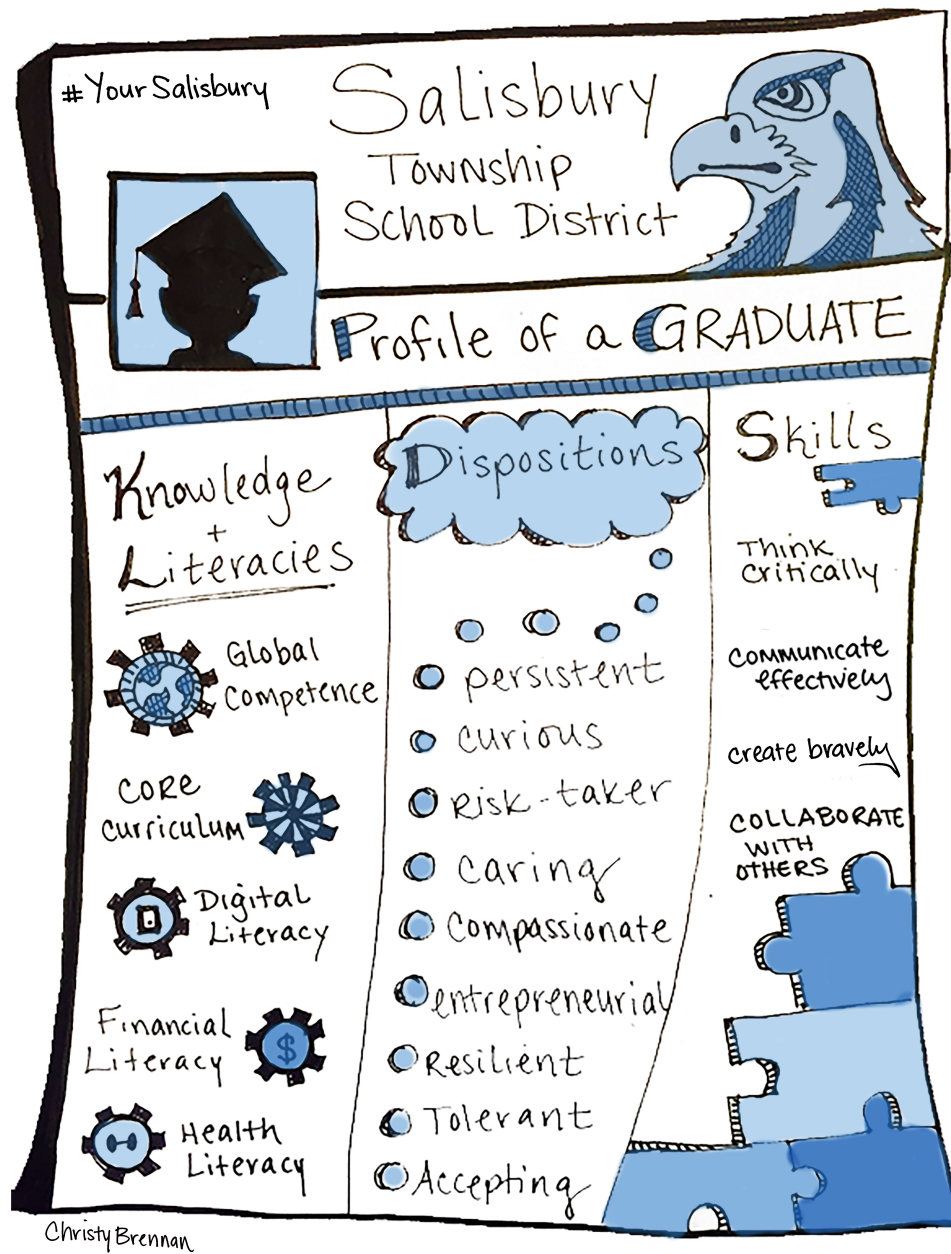 #YourSalisbury
Salisbury
Township
School District
Profile of a GRADUATE
Knowledge
+
Literacies
Global
Competence
CORE
Curriculum
Digital
Literacy
Financial
Literacy
$
Health
Literacy
Dispositions
persistent
curious
Risk-taker
caring
Compassionate
entrepreneurial
Resilient
Tolerant
Accepting
Skills
Think
Critically
Communicate
effectively
create bravely
COLLABORATE
WITH
OTHERS
Christy Brennan